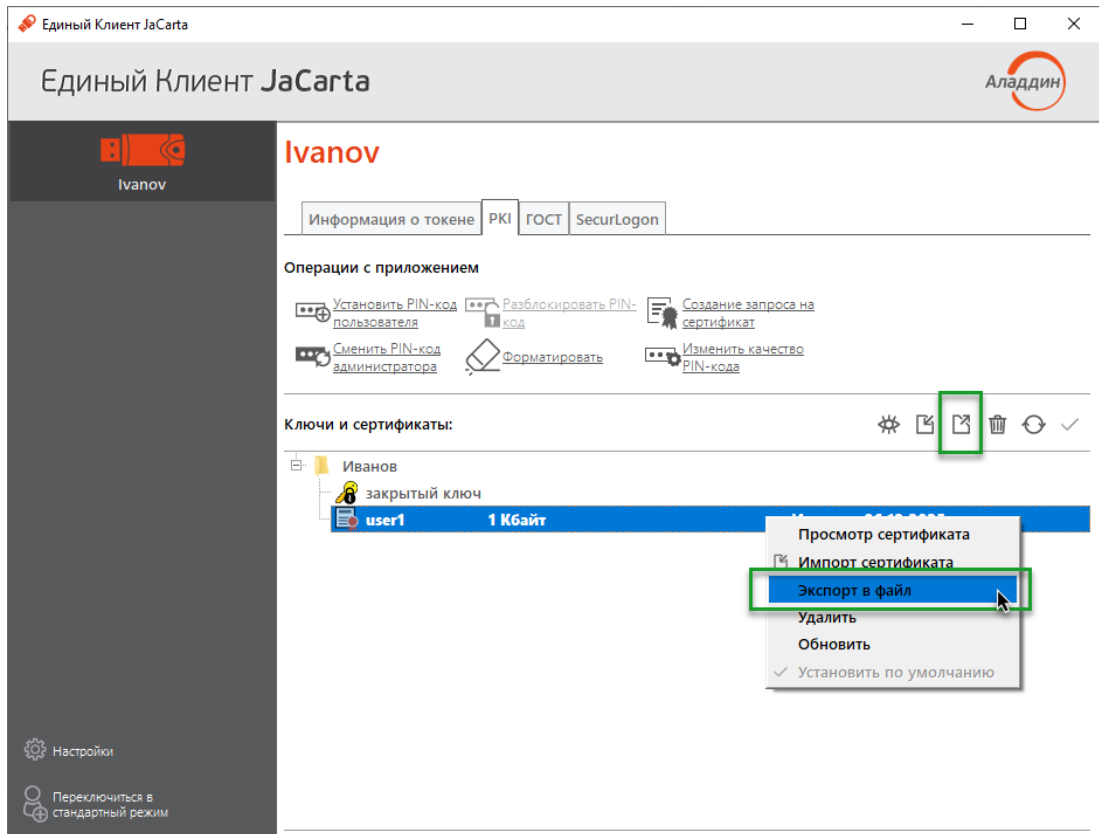 Единый Клиент JaCarta
Единый Клиент JaCarta
Аладдин
Ivanov
Ivanov
Информация о токене PKI ГОСТ SecurLogon
Операции с приложением
Установить PIN-код пользователя
Разблокировать PIN-код
Создание запроса на сертификат
Сменить PIN-код администратора
Форматировать
Изменить качество PIN-кода
Ключи и сертификаты:
Иванов
закрытый ключ
user1 1 Кбайт
Просмотр сертификата
Импорт сертификата
Экспорт в файл
Удалить
Обновить
Установить по умолчанию
Настройки
Переключиться в
стандартный режим